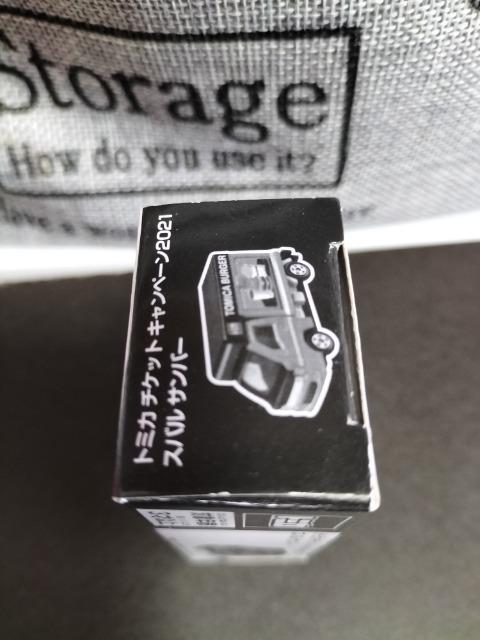 Storage
How do you use it?
トミカ チケット キャンペーン2021
スバル サンバー
TOMICA BURGER